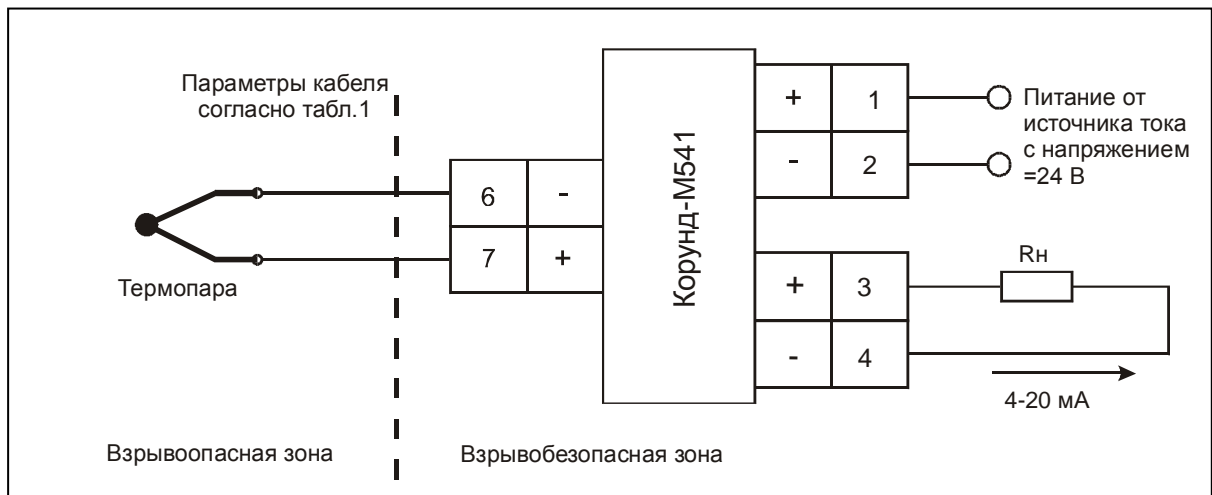 Параметры кабеля
согласно табл.1
Термопара
6 -
7 +
Корунд-М541
+ 1
- 2
+ 3
- 4
Питание от
источника тока
с напряжением
=24 В
Rн
4-20 мА
Взрывоопасная зона
Взрывобезопасная зона